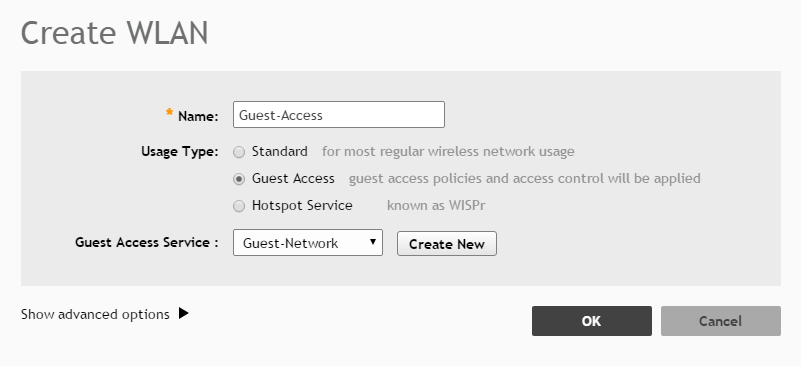 Create WLAN
* Name: Guest-Access
Usage Type: Standard for most regular wireless network usage
Guest Access guest access policies and access control will be applied
Hotspot Service known as WISPr
Guest Access Service : Guest-Network Create New
Show advanced options OK Cancel